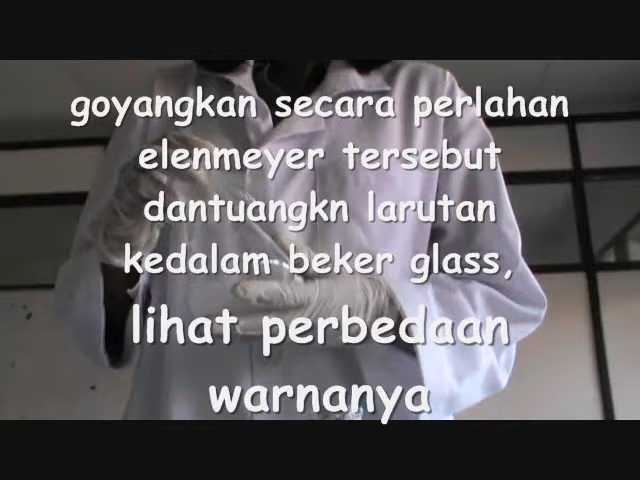 goyangkan secara perlahan
elenmeyer tersebut
dantuangkn larutan
kedalam beker glass,
lihat perbedaan
warnanya